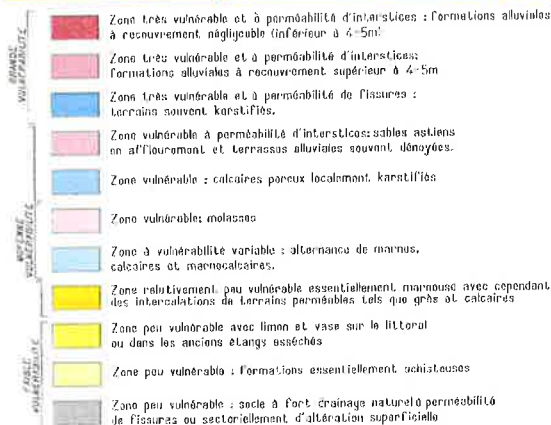 GRANDE VULNERABILITE
Zone très vulnérable et à perméabilité d'interstices : formations alluviales
à recouvrement négligeable (inférieur à 4-5m)
Zone très vulnérable et à perméabilité d'interstices:
formations alluviales à recouvrement supérieur à 4-5m
Zone très vulnérable et à perméabilité de fissures :
terrains souvent karstifiés.
MOYENNE VULNERABILITE
Zone vulnérable à perméabilité d'interstices: sables astiens
en affleurement et terrasses alluviales souvent dénoyées.
Zone vulnérable : calcaires poreux localement karstifiés
Zone vulnérable: molasses
Zone à vulnérabilité variable : alternance de marnes,
calcaires et marnocalcaires.
Zone relativement peu vulnérable essentiellement marneuse avec cependant
des intercalations de terrains perméables tels que grès et calcaires
FAIBLE VULNERABILITE
Zone peu vulnérable avec limon et vase sur le littoral
ou dans les anciens étangs asséchés
Zone peu vulnérable : formations essentiellement schisteuses
Zone peu vulnérable : socle à fort drainage naturel à perméabilité
de fissures ou sectoriellement d'altération superficielle